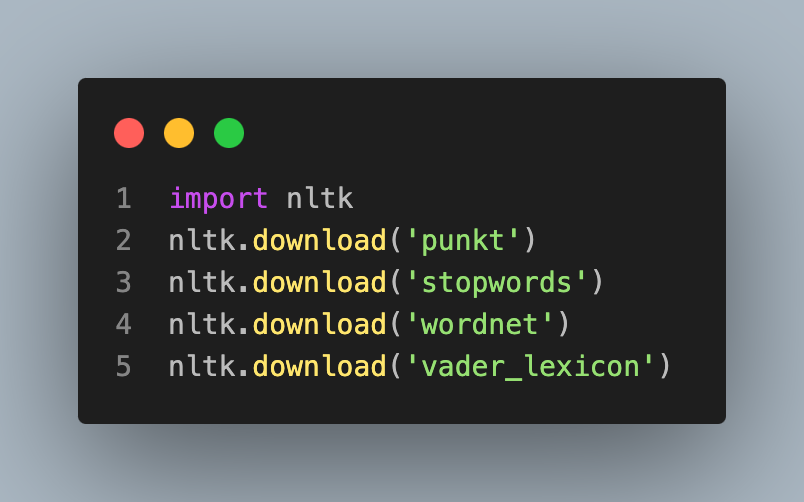 1 import nltk
2 nltk.download('punkt')
3 nltk.download('stopwords')
4 nltk.download('wordnet')
5 nltk.download('vader_lexicon')